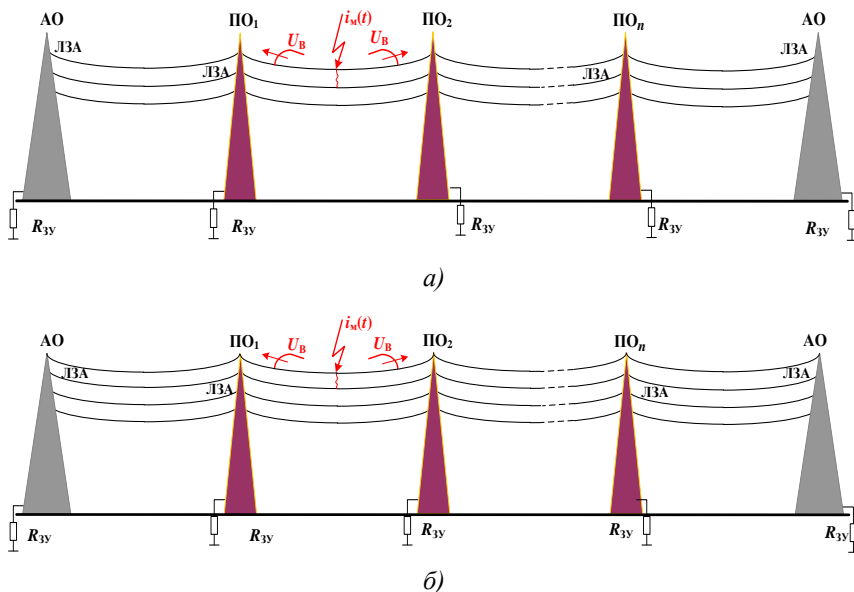 АО ПО₁ iм(t) ПО₂ ПОn АО
ЛЗА Uв Uв ЛЗА
ЛЗА ЛЗА
RЗУ RЗУ RЗУ RЗУ RЗУ
а)
АО ПО₁ iм(t) ПО₂ ПОn АО
Uв Uв
ЛЗА ЛЗА
ЛЗА ЛЗА
RЗУ RЗУ RЗУ RЗУ RЗУ
б)